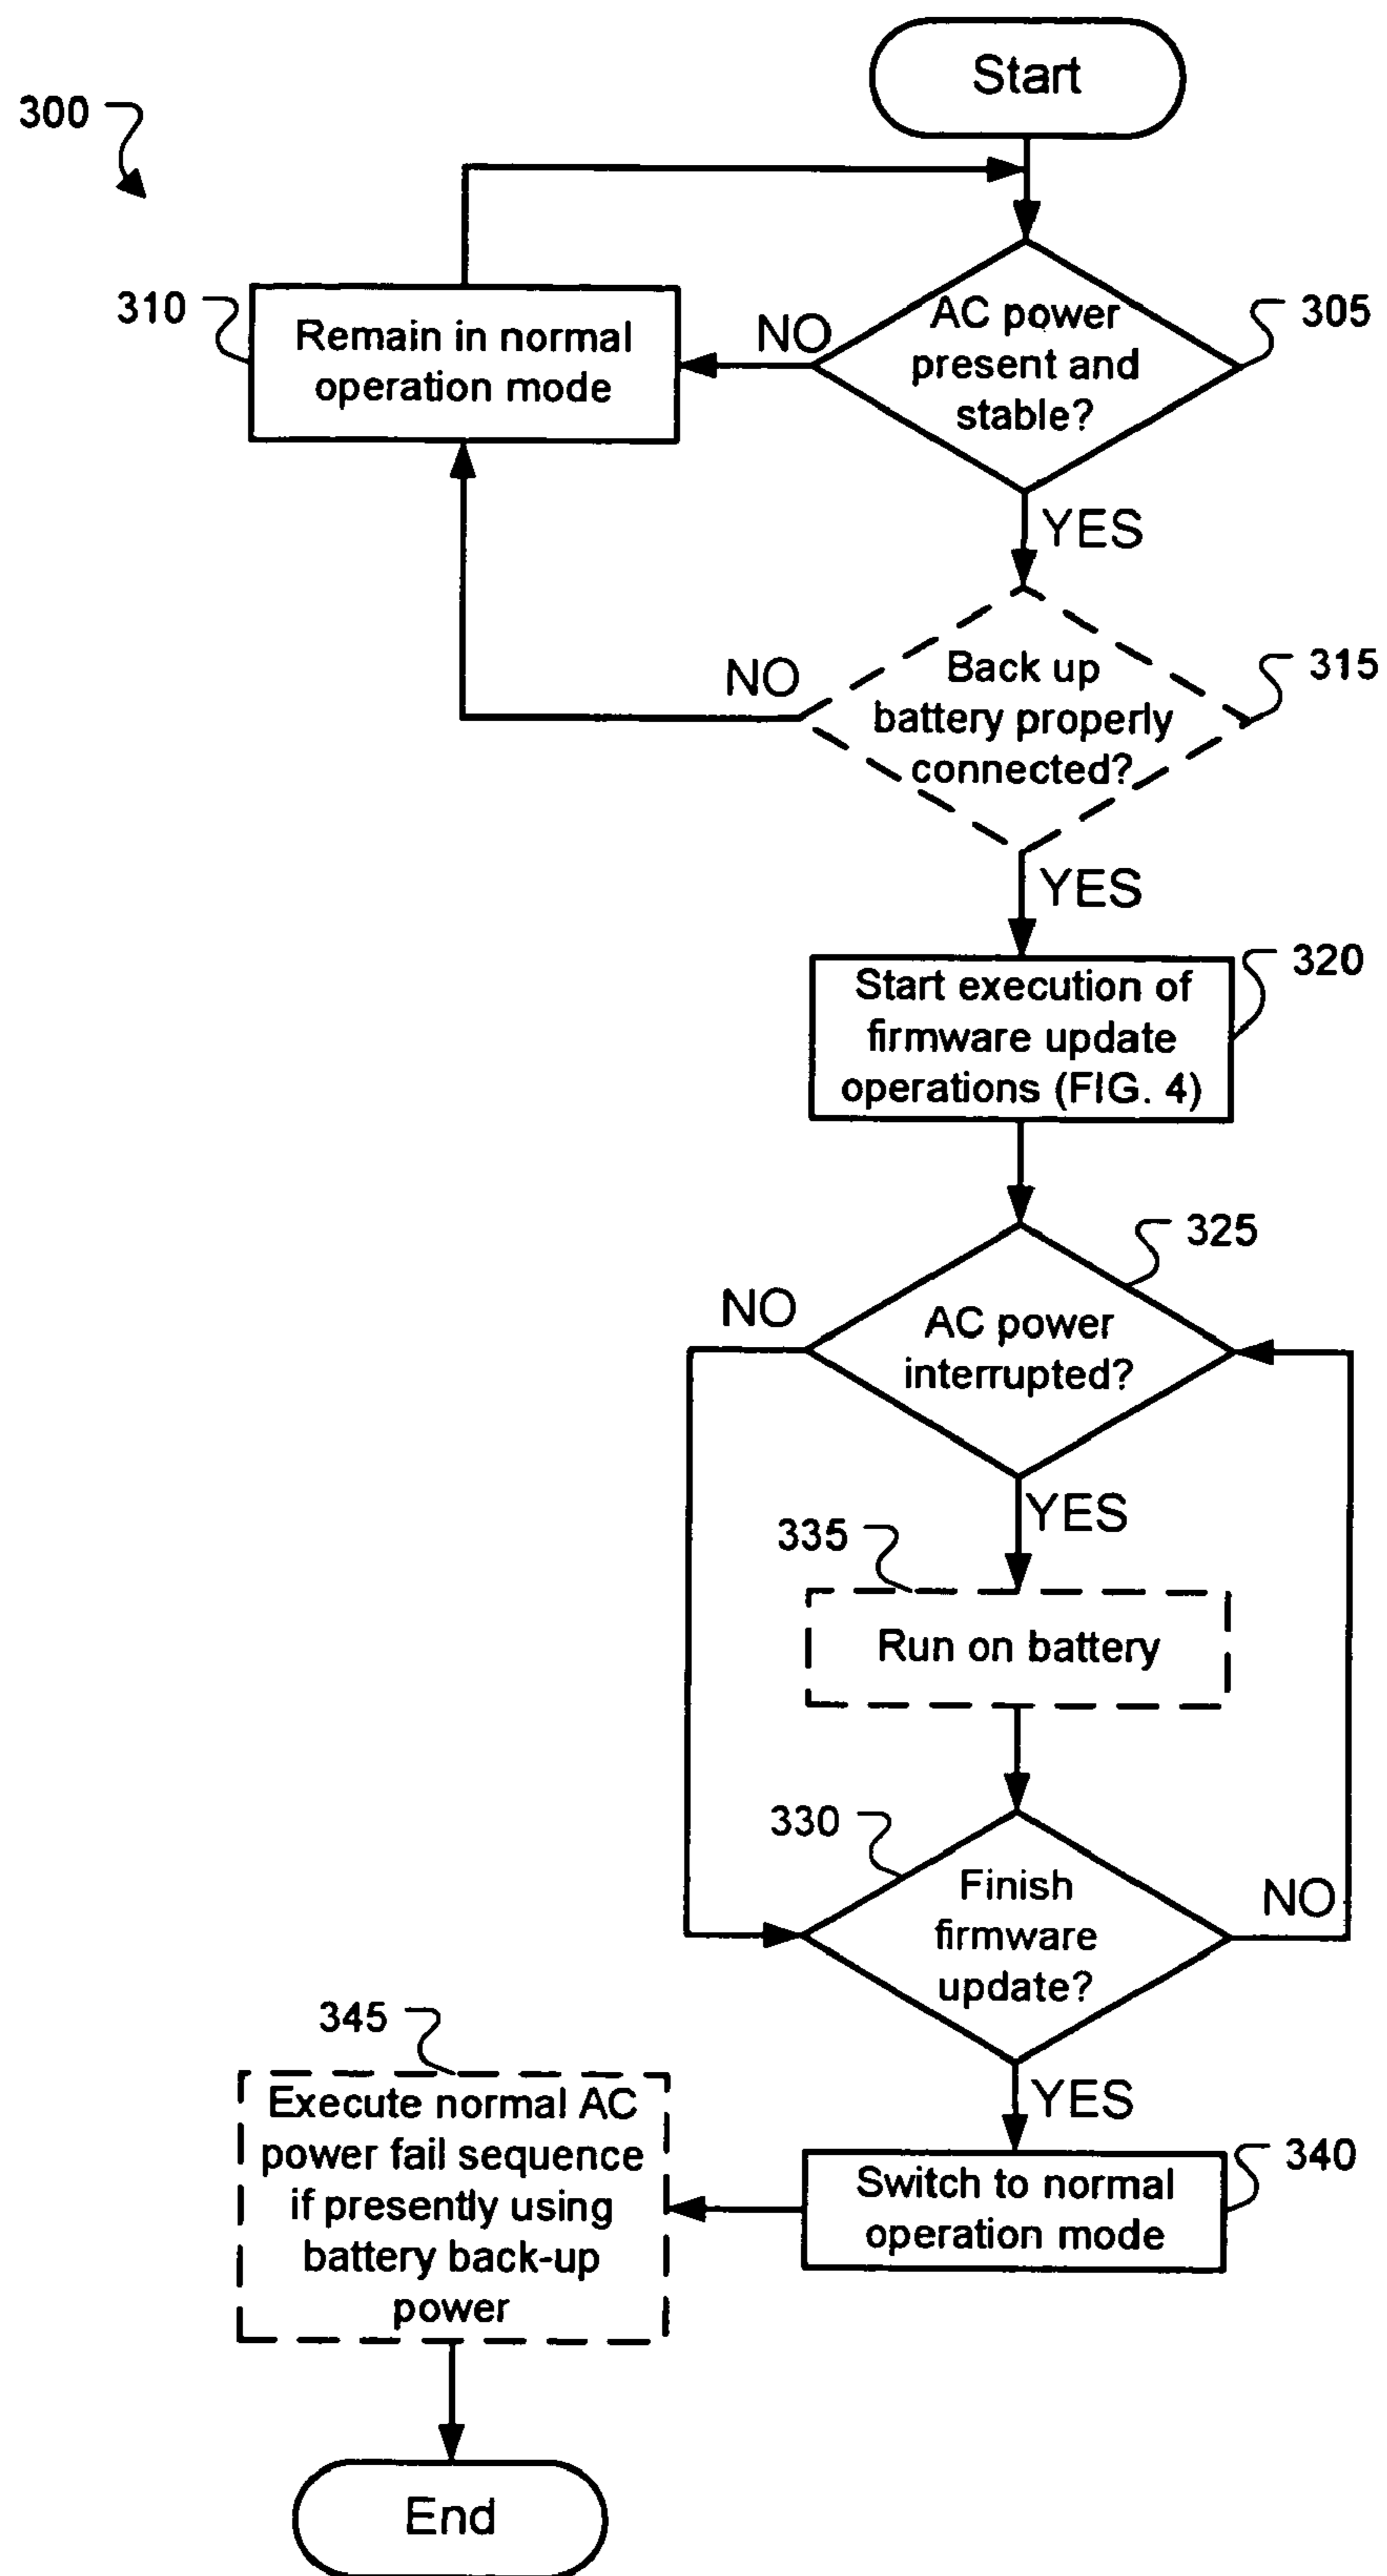 Start
300
310
Remain in normal
operation mode
NO
AC power
present and
stable?
305
YES
NO
Back up
battery properly
connected?
315
YES
Start execution of
firmware update
operations (FIG. 4)
320
325
NO
AC power
interrupted?
YES
335
Run on battery
330
Finish
firmware
update?
NO
345
YES
Execute normal AC
power fail sequence
if presently using
battery back-up
power
Switch to normal
operation mode
340
End